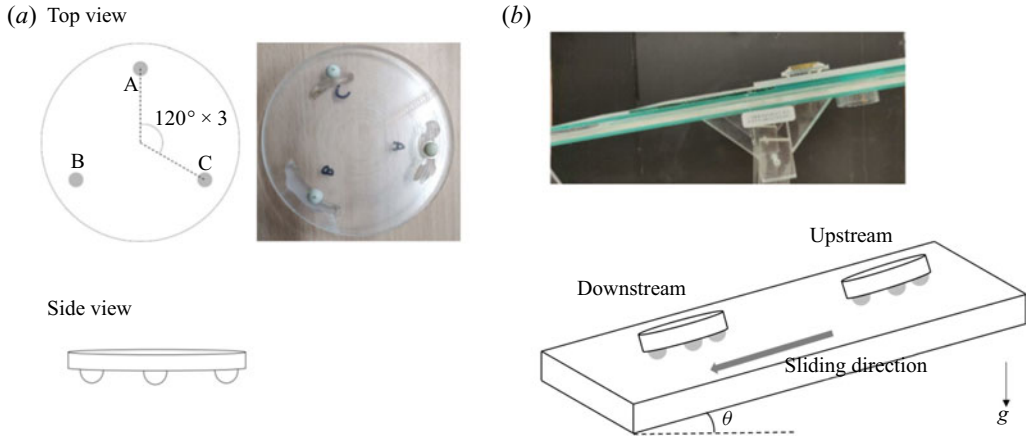 (a) Top view
A
120° × 3
B
C
C
A
B
Side view
(b)
Upstream
Downstream
Sliding direction
θ
g